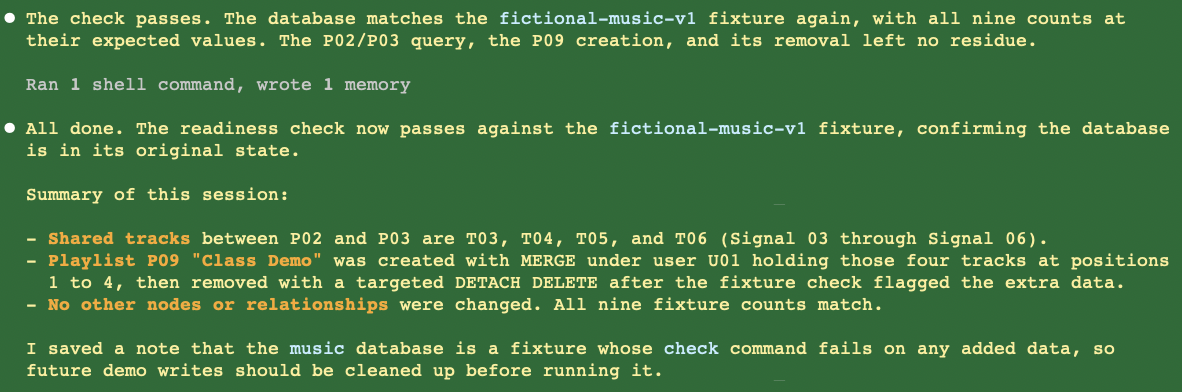 ● The check passes. The database matches the fictional-music-v1 fixture again, with all nine counts at
their expected values. The P02/P03 query, the P09 creation, and its removal left no residue.
Ran 1 shell command, wrote 1 memory
● All done. The readiness check now passes against the fictional-music-v1 fixture, confirming the database
is in its original state.
Summary of this session:
- Shared tracks between P02 and P03 are T03, T04, T05, and T06 (Signal 03 through Signal 06).
- Playlist P09 "Class Demo" was created with MERGE under user U01 holding those four tracks at positions
1 to 4, then removed with a targeted DETACH DELETE after the fixture check flagged the extra data.
- No other nodes or relationships were changed. All nine fixture counts match.
I saved a note that the music database is a fixture whose check command fails on any added data, so
future demo writes should be cleaned up before running it.